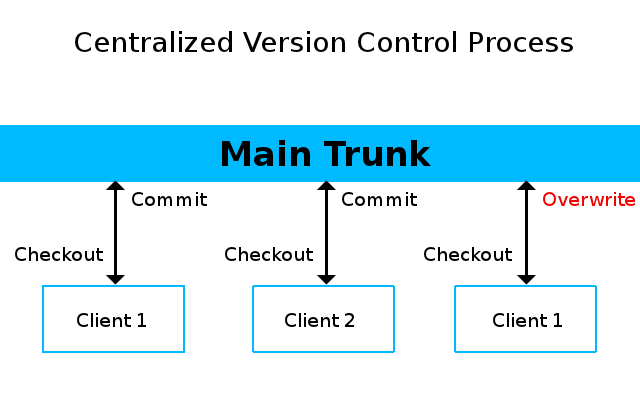 Centralized Version Control Process
Main Trunk
Commit
Commit
Overwrite
Checkout
Checkout
Checkout
Client 1
Client 2
Client 1